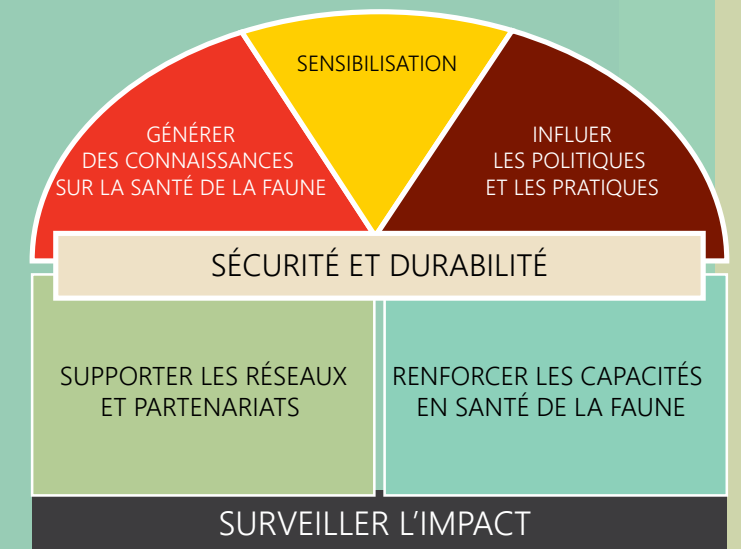 SENSIBILISATION
GÉNÉRER
DES CONNAISSANCES
SUR LA SANTÉ DE LA FAUNE
INFLUER
LES POLITIQUES
ET LES PRATIQUES
SÉCURITÉ ET DURABILITÉ
SUPPORTER LES RÉSEAUX
ET PARTENARIATS
RENFORCER LES CAPACITÉS
EN SANTÉ DE LA FAUNE
SURVEILLER L'IMPACT